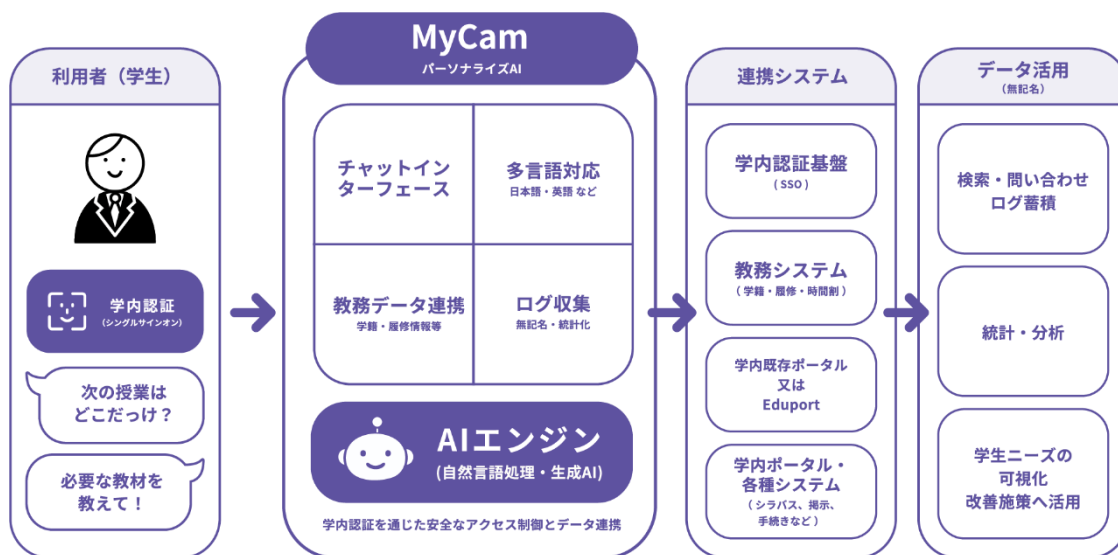 利用者（学生）
学内認証
（シングルサインオン）
次の授業は
どこだっけ？
必要な教材を
教えて！
MyCam
パーソナライズAI
チャットイン
ターフェース
多言語対応
日本語・英語 など
教務データ連携
学籍・履修情報等
ログ収集
無記名・統計化
AIエンジン
(自然言語処理・生成AI)
学内認証を通じた安全なアクセス制御とデータ連携
連携システム
学内認証基盤
( SSO )
教務システム
（ 学籍・履修・時間割 ）
学内既存ポータル
又は
Eduport
学内ポータル・
各種システム
（ シラバス、掲示、
手続きなど ）
データ活用
（無記名）
検索・問い合わせ
ログ蓄積
統計・分析
学生ニーズの
可視化
改善施策へ活用